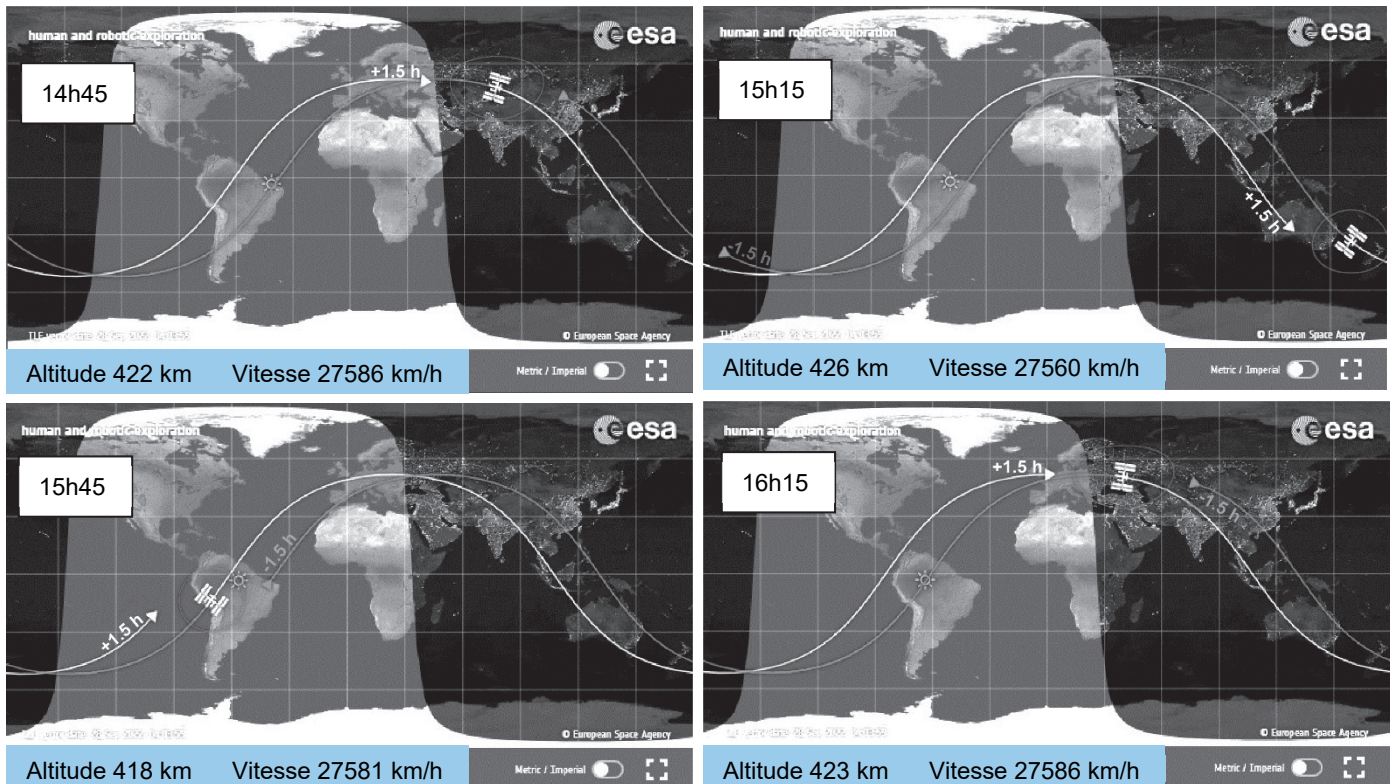 human and robotic exploration
esa
14h45
+1.5 h
© European Space Agency
Altitude 422 km Vitesse 27586 km/h
Metric / Imperial
human and robotic exploration
esa
15h15
+1.5 h
-1.5 h
© European Space Agency
Altitude 426 km Vitesse 27560 km/h
Metric / Imperial
human and robotic exploration
esa
15h45
-1.5 h
+1.5 h
© European Space Agency
Altitude 418 km Vitesse 27581 km/h
Metric / Imperial
human and robotic exploration
esa
16h15
+1.5 h
-1.5 h
© European Space Agency
Altitude 423 km Vitesse 27586 km/h
Metric / Imperial